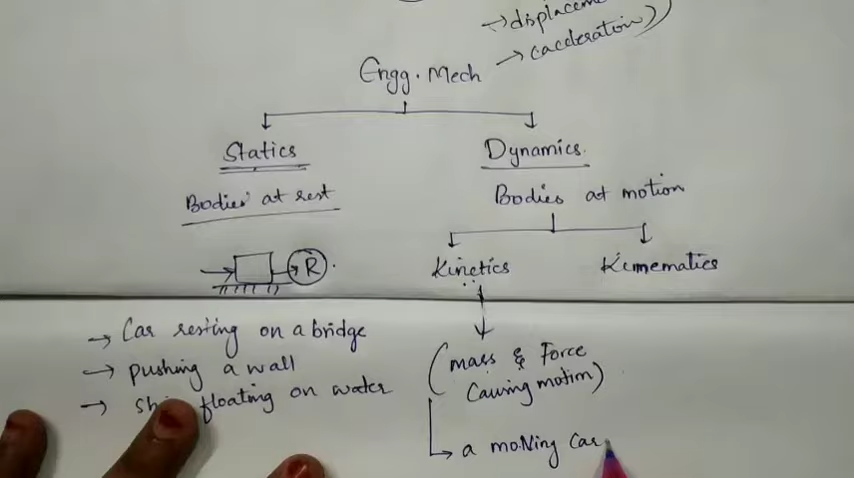 → displaceme
→ cacceleration))
Engg. Mech
Statics
Dynamics.
Bodies at rest
Bodies at motion
R
Kinetics
Kinematics
→ Car resting on a bridge
→ pushing a wall
→ floating on water
(mass & Force
Causing motion)
→ a moving car